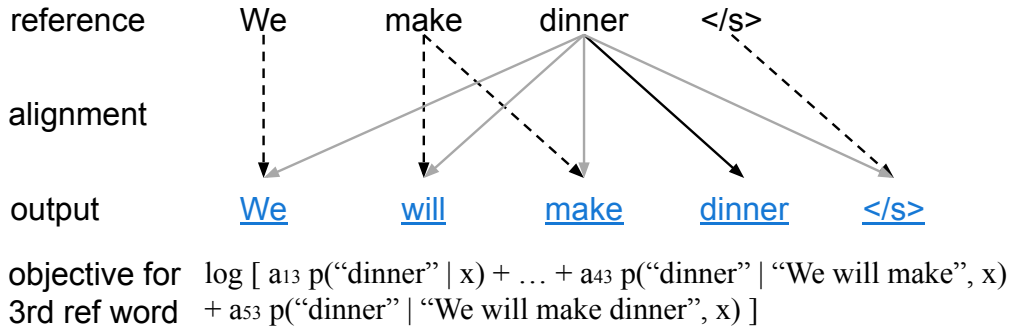 reference We make dinner </s>
alignment
output We will make dinner </s>
objective for log [ a13 p(“dinner” | x) + … + a43 p(“dinner” | “We will make”, x)
3rd ref word + a53 p(“dinner” | “We will make dinner”, x) ]